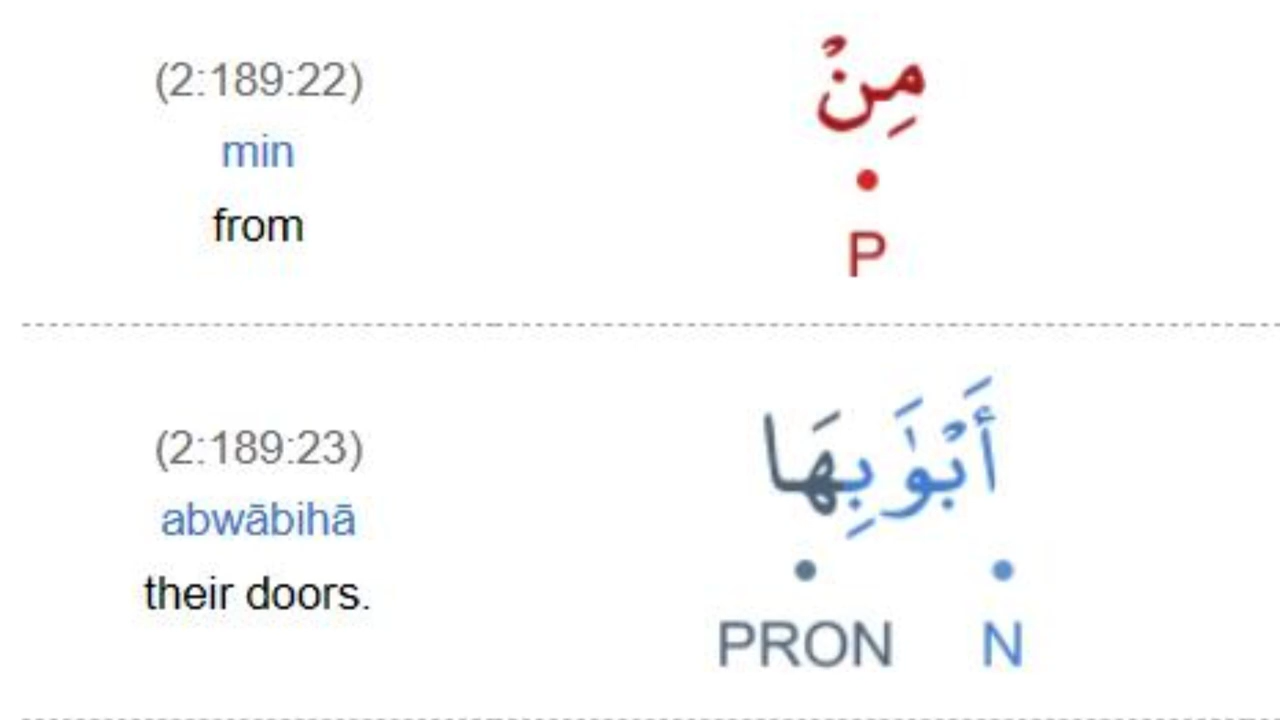 (2:189:22)
min
from
مِنْ
P
(2:189:23)
abwābihā
their doors.
أَبْوَٰبِهَا
PRON N